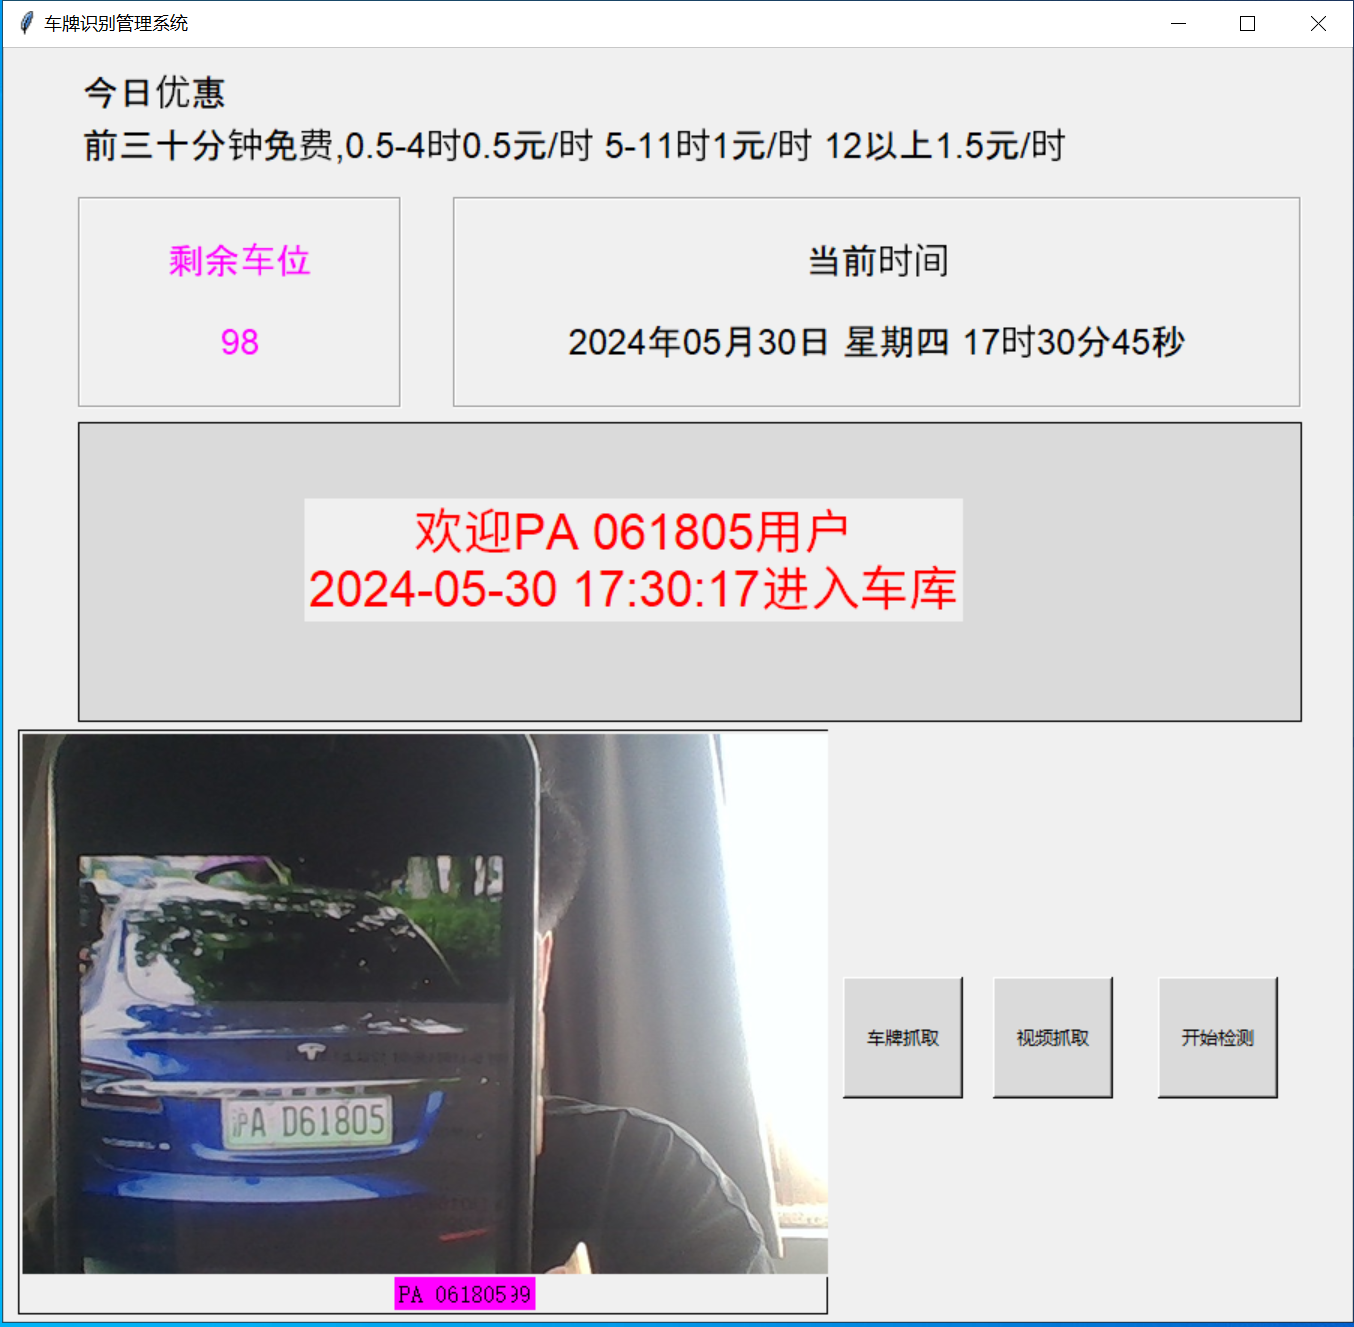 车牌识别管理系统
今日优惠
前三十分钟免费,0.5-4时0.5元/时 5-11时1元/时 12以上1.5元/时
剩余车位
98
当前时间
2024年05月30日 星期四 17时30分45秒
欢迎PA 061805用户
2024-05-30 17:30:17进入车库
沪A D61805
车牌抓取
视频抓取
开始检测
PA 061805